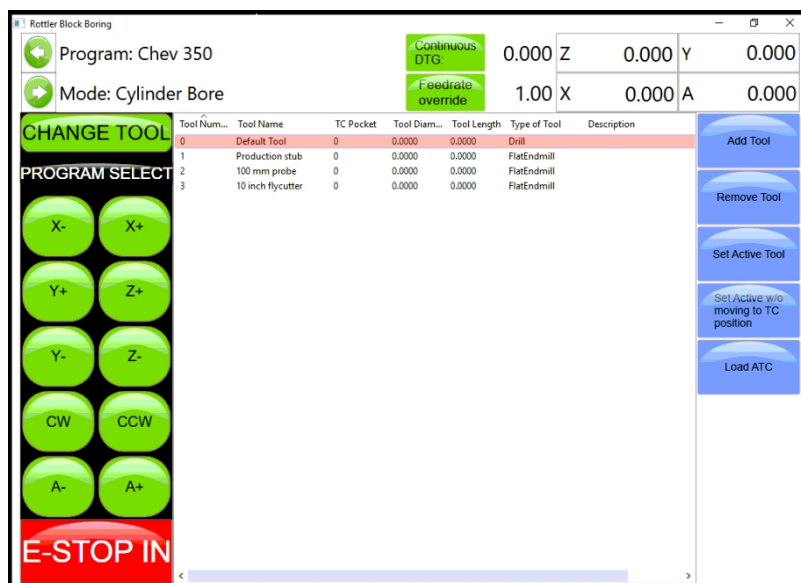 Rottler Block Boring
Program: Chev 350
Continuous DTG: 0.000 Z 0.000 Y 0.000
Mode: Cylinder Bore
Feedrate override 1.00 X 0.000 A 0.000
CHANGE TOOL
PROGRAM SELECT
X- X+
Y+ Z+
Y- Z-
CW CCW
A- A+
E-STOP IN
Tool Num... Tool Name TC Pocket Tool Diam... Tool Length Type of Tool Description
0 Default Tool 0 0.0000 0.0000 Drill
1 Production stub 0 0.0000 0.0000 FlatEndmill
2 100 mm probe 0 0.0000 0.0000 FlatEndmill
3 10 inch flycutter 0 0.0000 0.0000 FlatEndmill
Add Tool
Remove Tool
Set Active Tool
Set Active w/o
moving to TC
position
Load ATC